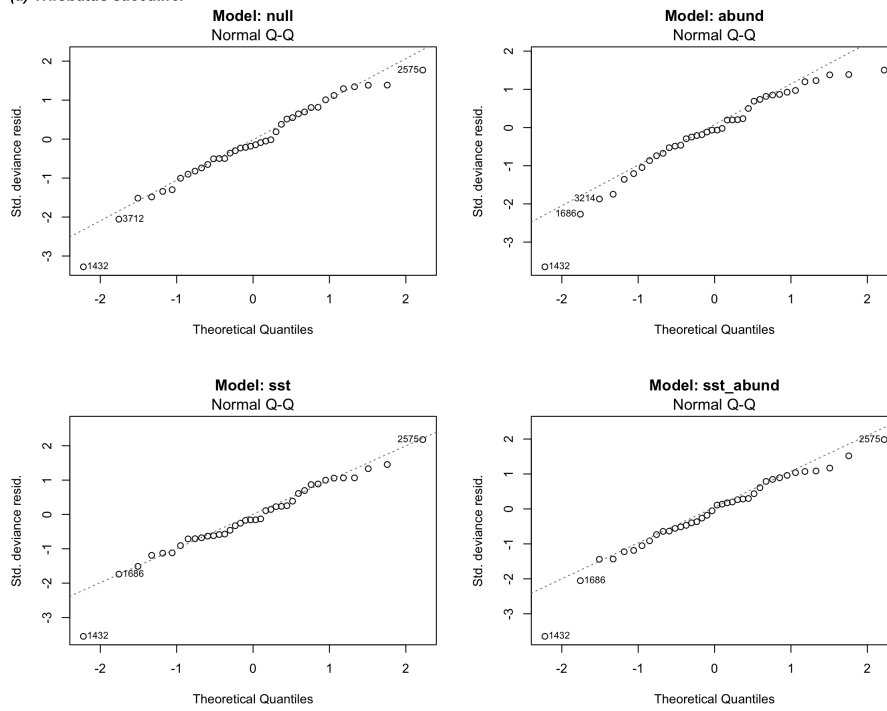 Model: null
Normal Q-Q
Std. deviance resid.
2
1
0
-1
-2
-3
2575
3712
1432
-2 -1 0 1 2
Theoretical Quantiles
Model: abund
Normal Q-Q
Std. deviance resid.
2
1
0
-1
-2
-3
3214
1686
1432
-2 -1 0 1 2
Theoretical Quantiles
Model: sst
Normal Q-Q
Std. deviance resid.
2
1
0
-1
-2
-3
2575
1686
1432
-2 -1 0 1 2
Theoretical Quantiles
Model: sst_abund
Normal Q-Q
Std. deviance resid.
2
1
0
-1
-2
-3
2575
1686
1432
-2 -1 0 1 2
Theoretical Quantiles